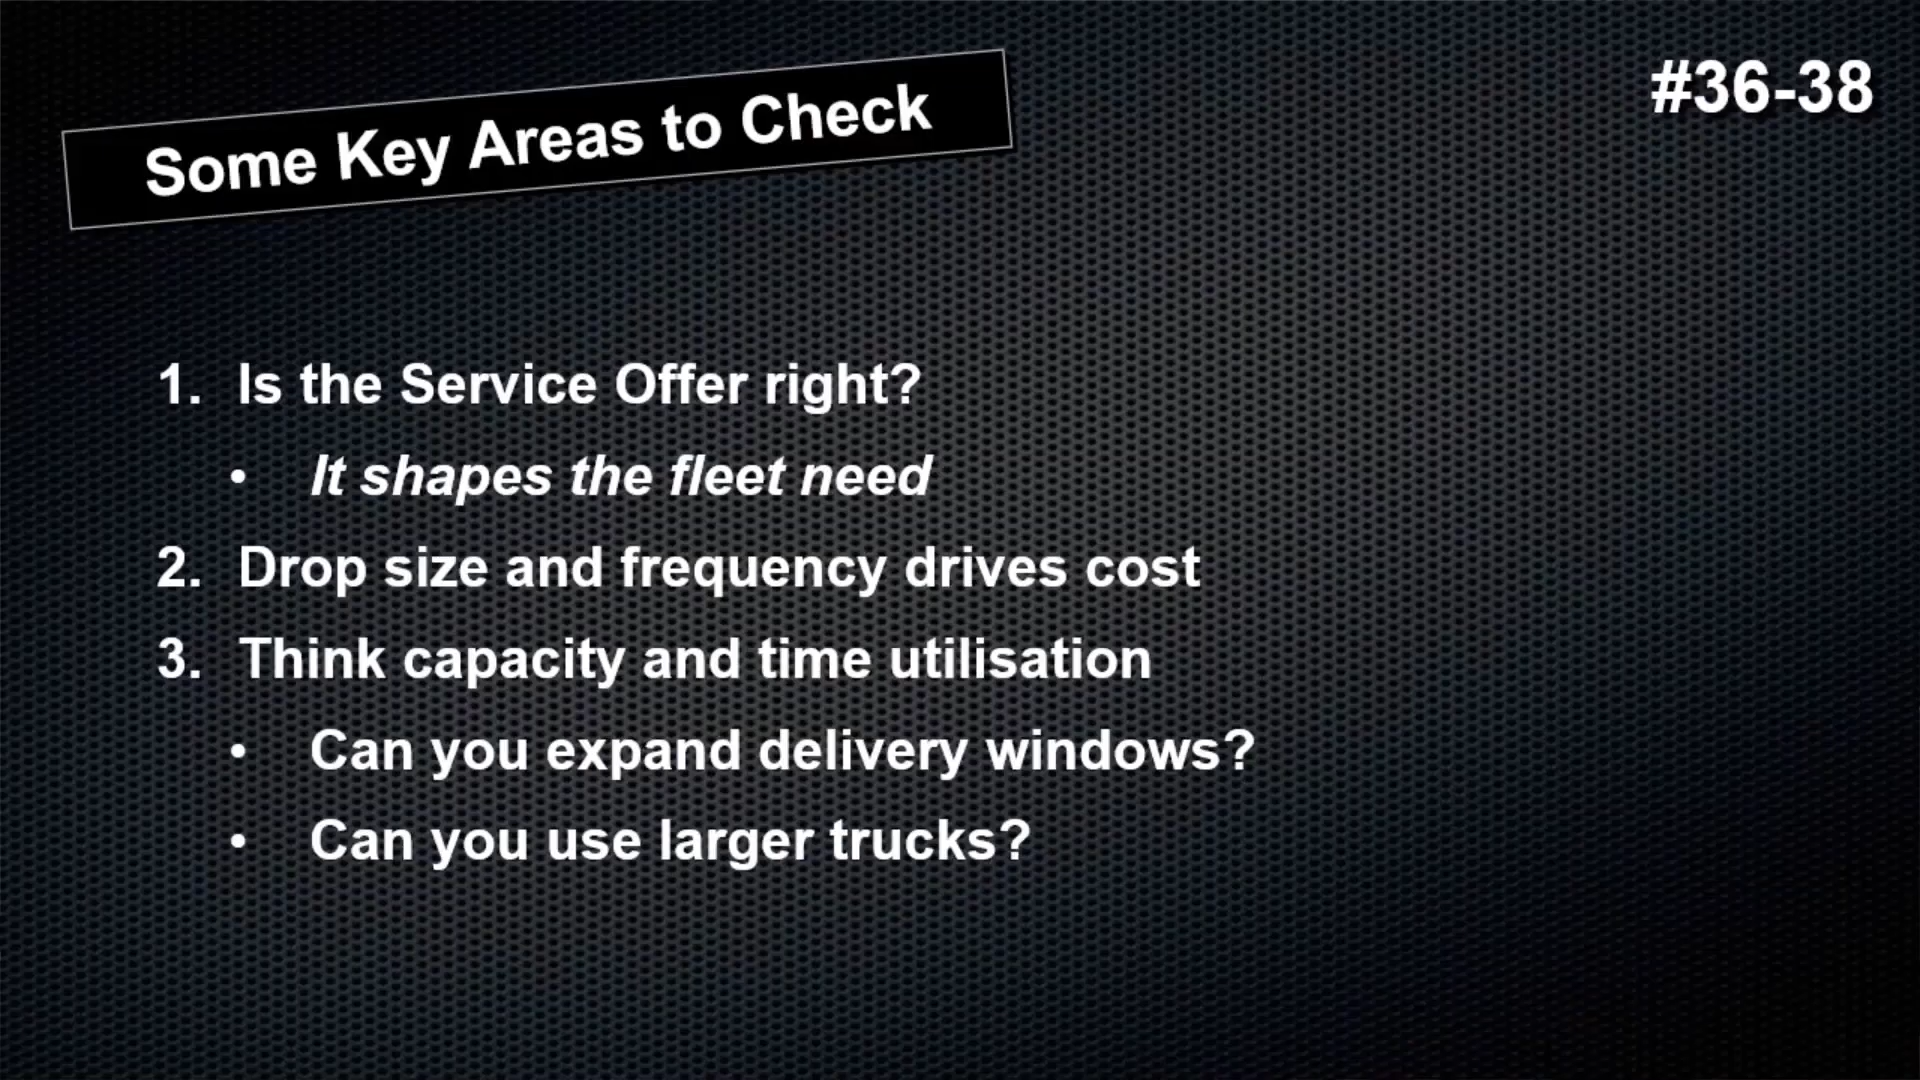 #36-38
Some Key Areas to Check
1. Is the Service Offer right?
• It shapes the fleet need
2. Drop size and frequency drives cost
3. Think capacity and time utilisation
• Can you expand delivery windows?
• Can you use larger trucks?